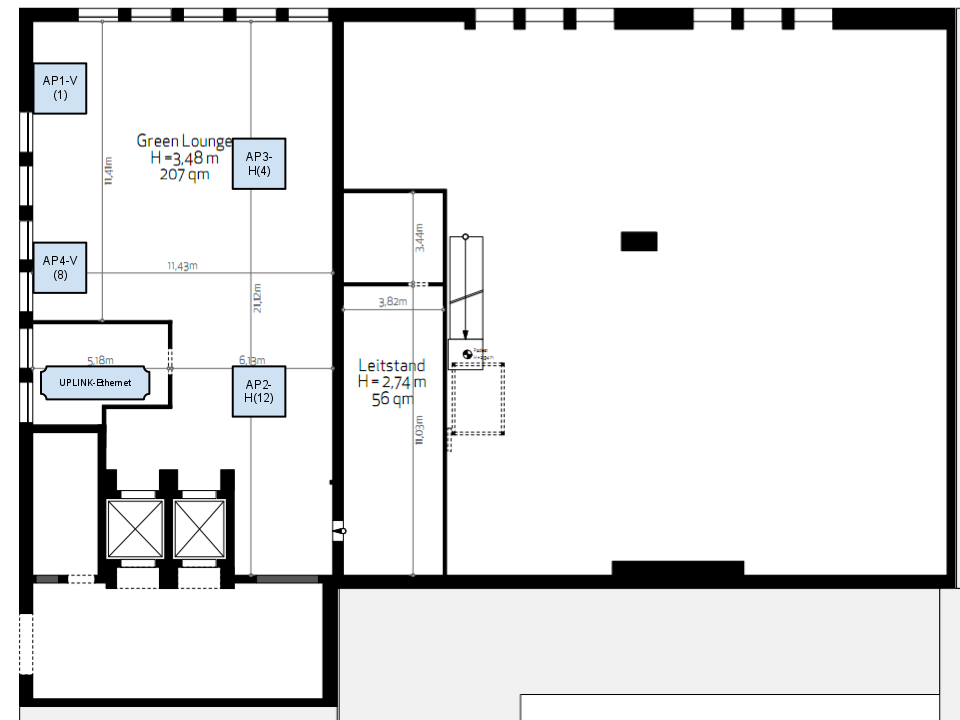 AP1-V
(1)
Green Lounge
H =3,48 m
207 qm
AP3-
H(4)
11,41m
3,44m
AP4-V
(8)
11,43m
21,12m
3,82m
5,18m
6,13m
UPLINK-Ethernet
AP2-
H(12)
Leitstand
H = 2,74 m
56 qm
11,03m